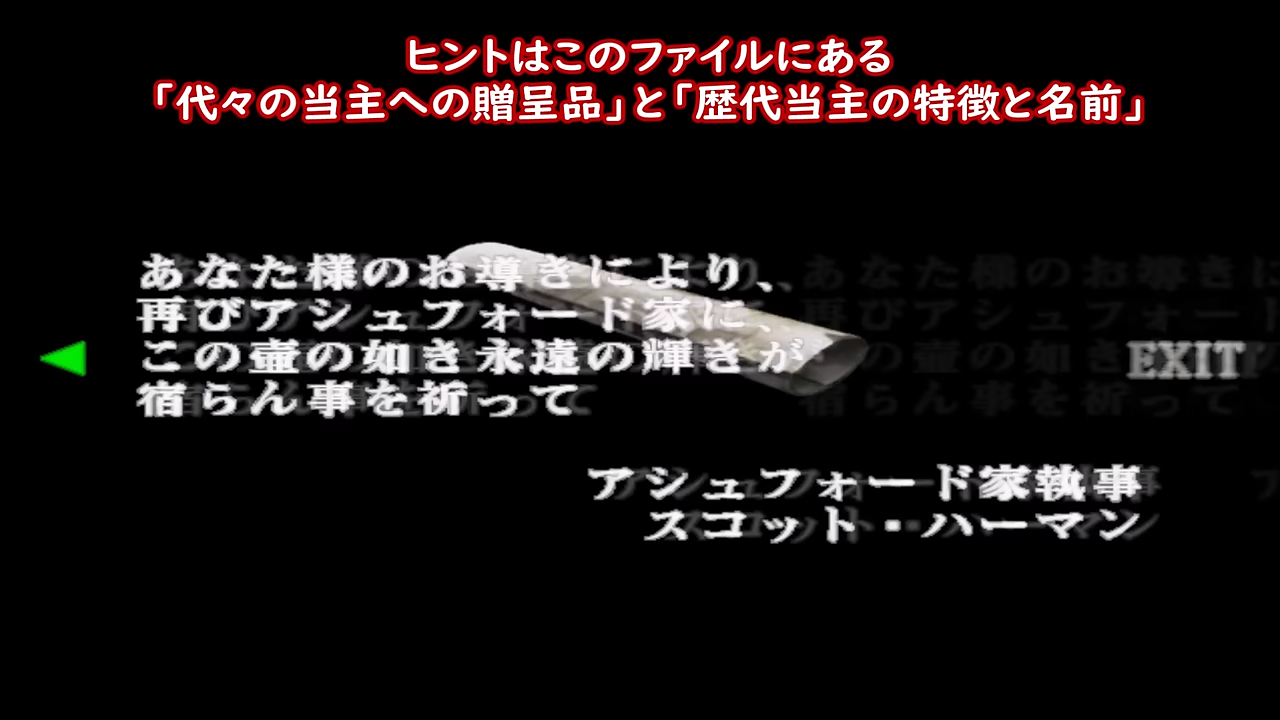 ヒントはこのファイルにある
「代々の当主への贈呈品」と「歴代当主の特徴と名前」
あなた様のお導きにより、
再びアシュフォード家に、
この壷の如き永遠の輝きが
宿らん事を祈って
EXIT
アシュフォード家執事
スコット・ハーマン